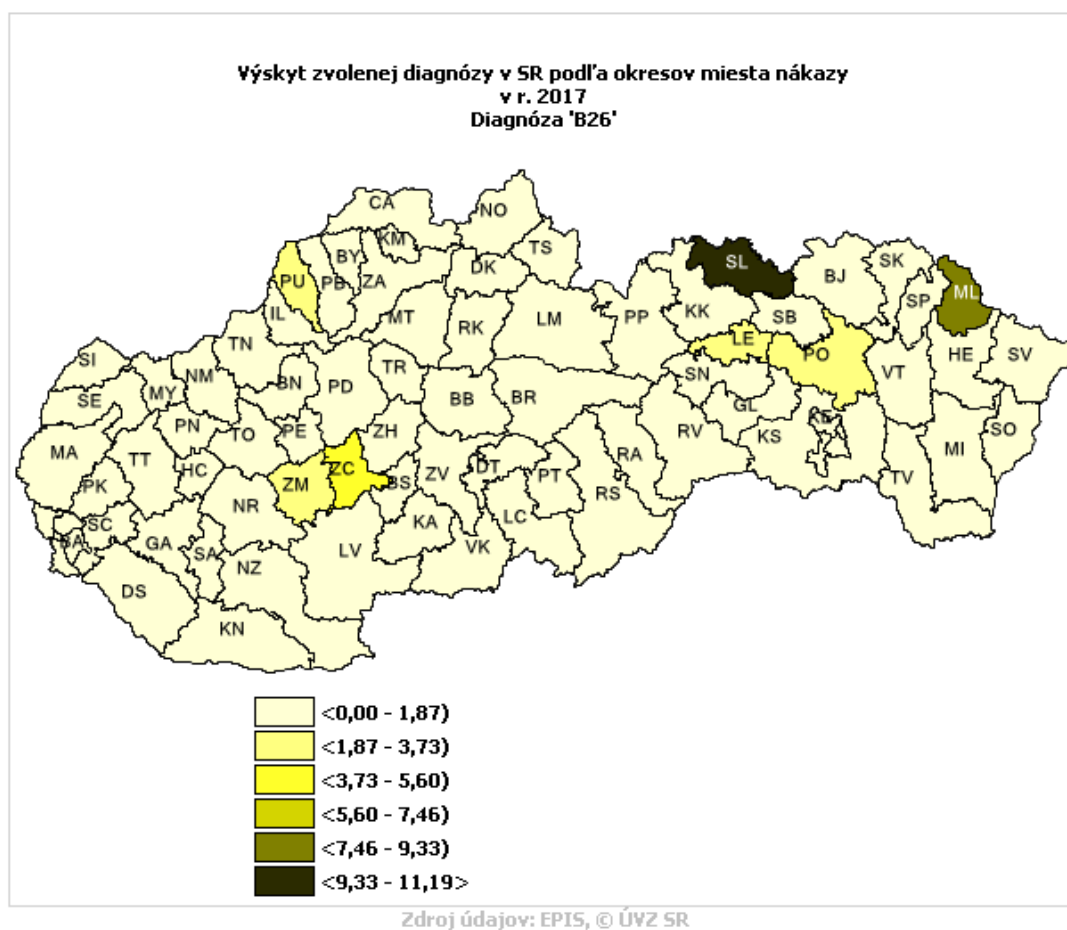 Výskyt zvolenej diagnózy v SR podľa okresov miesta nákazy
v r. 2017
Diagnóza 'B26'
CA
NO
KM
BY
TS
DK
ZA
PU
PB
SL
BJ
SK
SP
ML
IL
MT
RK
LM
PP
KK
SB
TN
LE
PO
HE
SV
SI
NM
TR
SN
VT
MY
BN
PD
SE
BB
BR
GL
PN
TO
PE
ZH
KE
MA
TT
HC
RV
KS
MI
SO
RA
ZM
ZC
BS
ZV
DT
PT
TV
PK
NR
RS
SC
KA
LC
BA
GA
SA
LV
VK
NZ
DS
KN
<0,00 - 1,87)
<1,87 - 3,73)
<3,73 - 5,60)
<5,60 - 7,46)
<7,46 - 9,33)
<9,33 - 11,19>
Zdroj údajov: EPIS, © ÚVZ SR